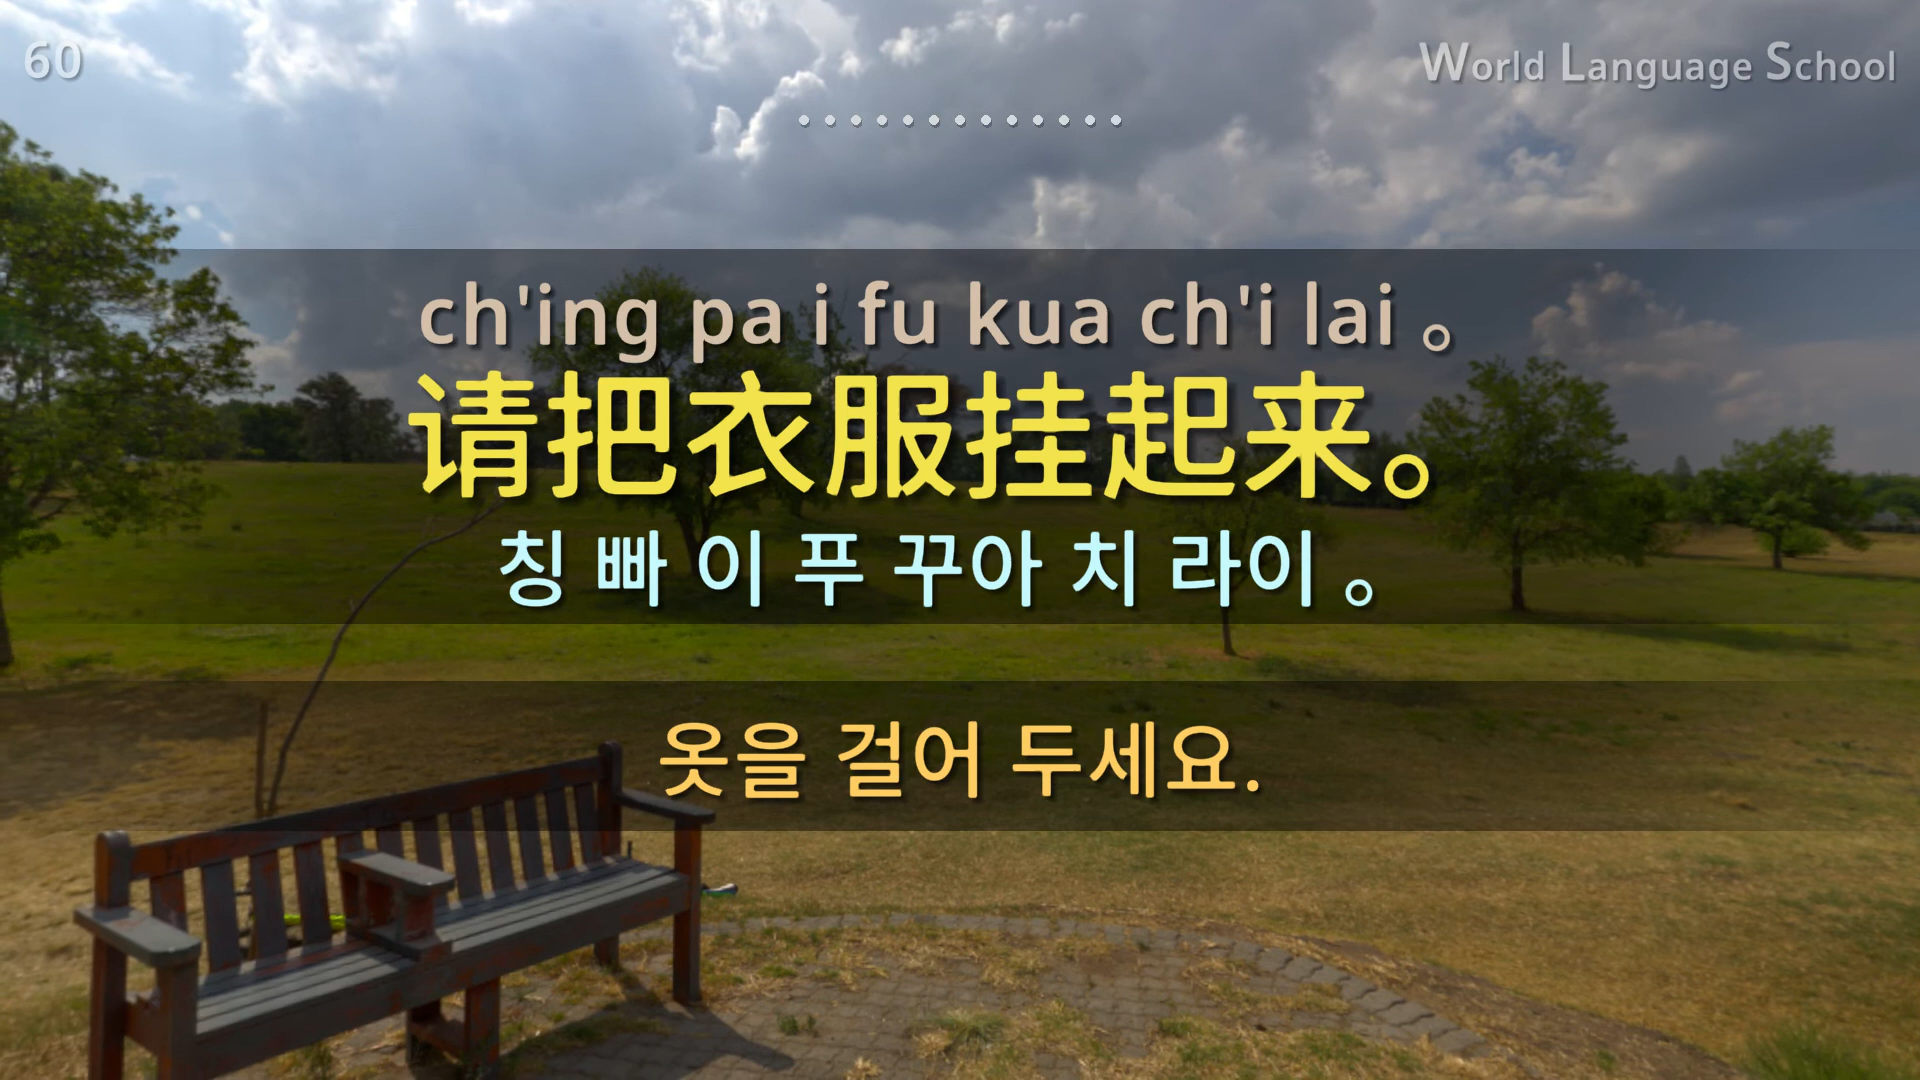 60
World Language School
ch'ing pa i fu kua ch'i lai 。
请把衣服挂起来。
칭 빠 이 푸 꾸아 치 라이 。
옷을 걸어 두세요.